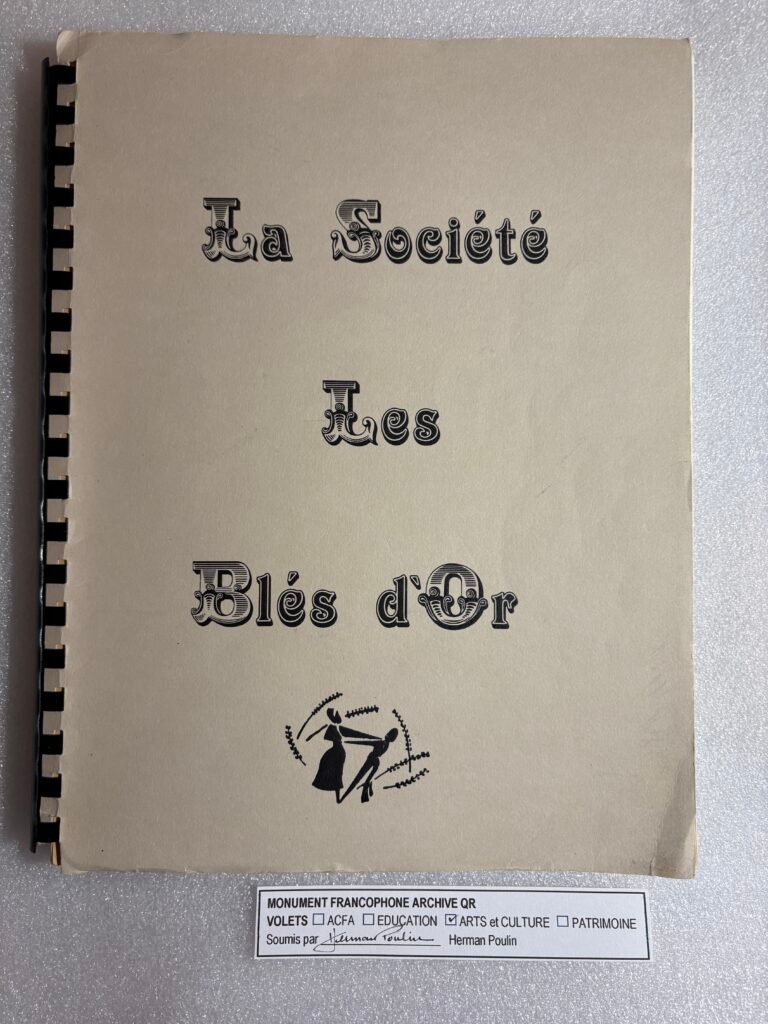 La Société
Les
Blés d`Or
MONUMENT FRANCOPHONE ARCHIVE QR
VOLETS ☐ ACFA ☐ EDUCATION ☑ ARTS et CULTURE ☐ PATRIMOINE
Soumis par Herman Poulin Herman Poulin